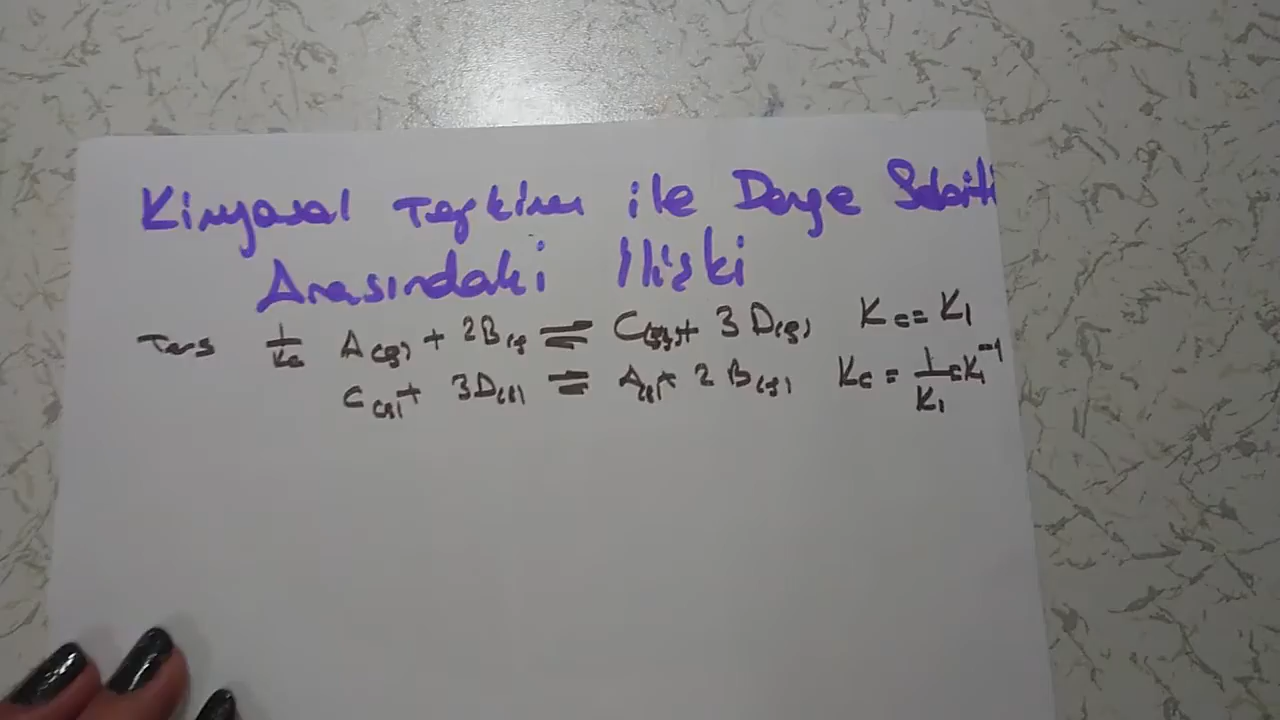 Kimyasal Tepkime ile Denge Sabiti
Arasındaki İlişki
Ters 1/Kc A(g) + 2B(g ⇌ C(g)+ 3D(g) Kc = K1
C(g)+ 3D(g) ⇌ A(g)+ 2B(g) Kc = 1/K1 = K1^-1